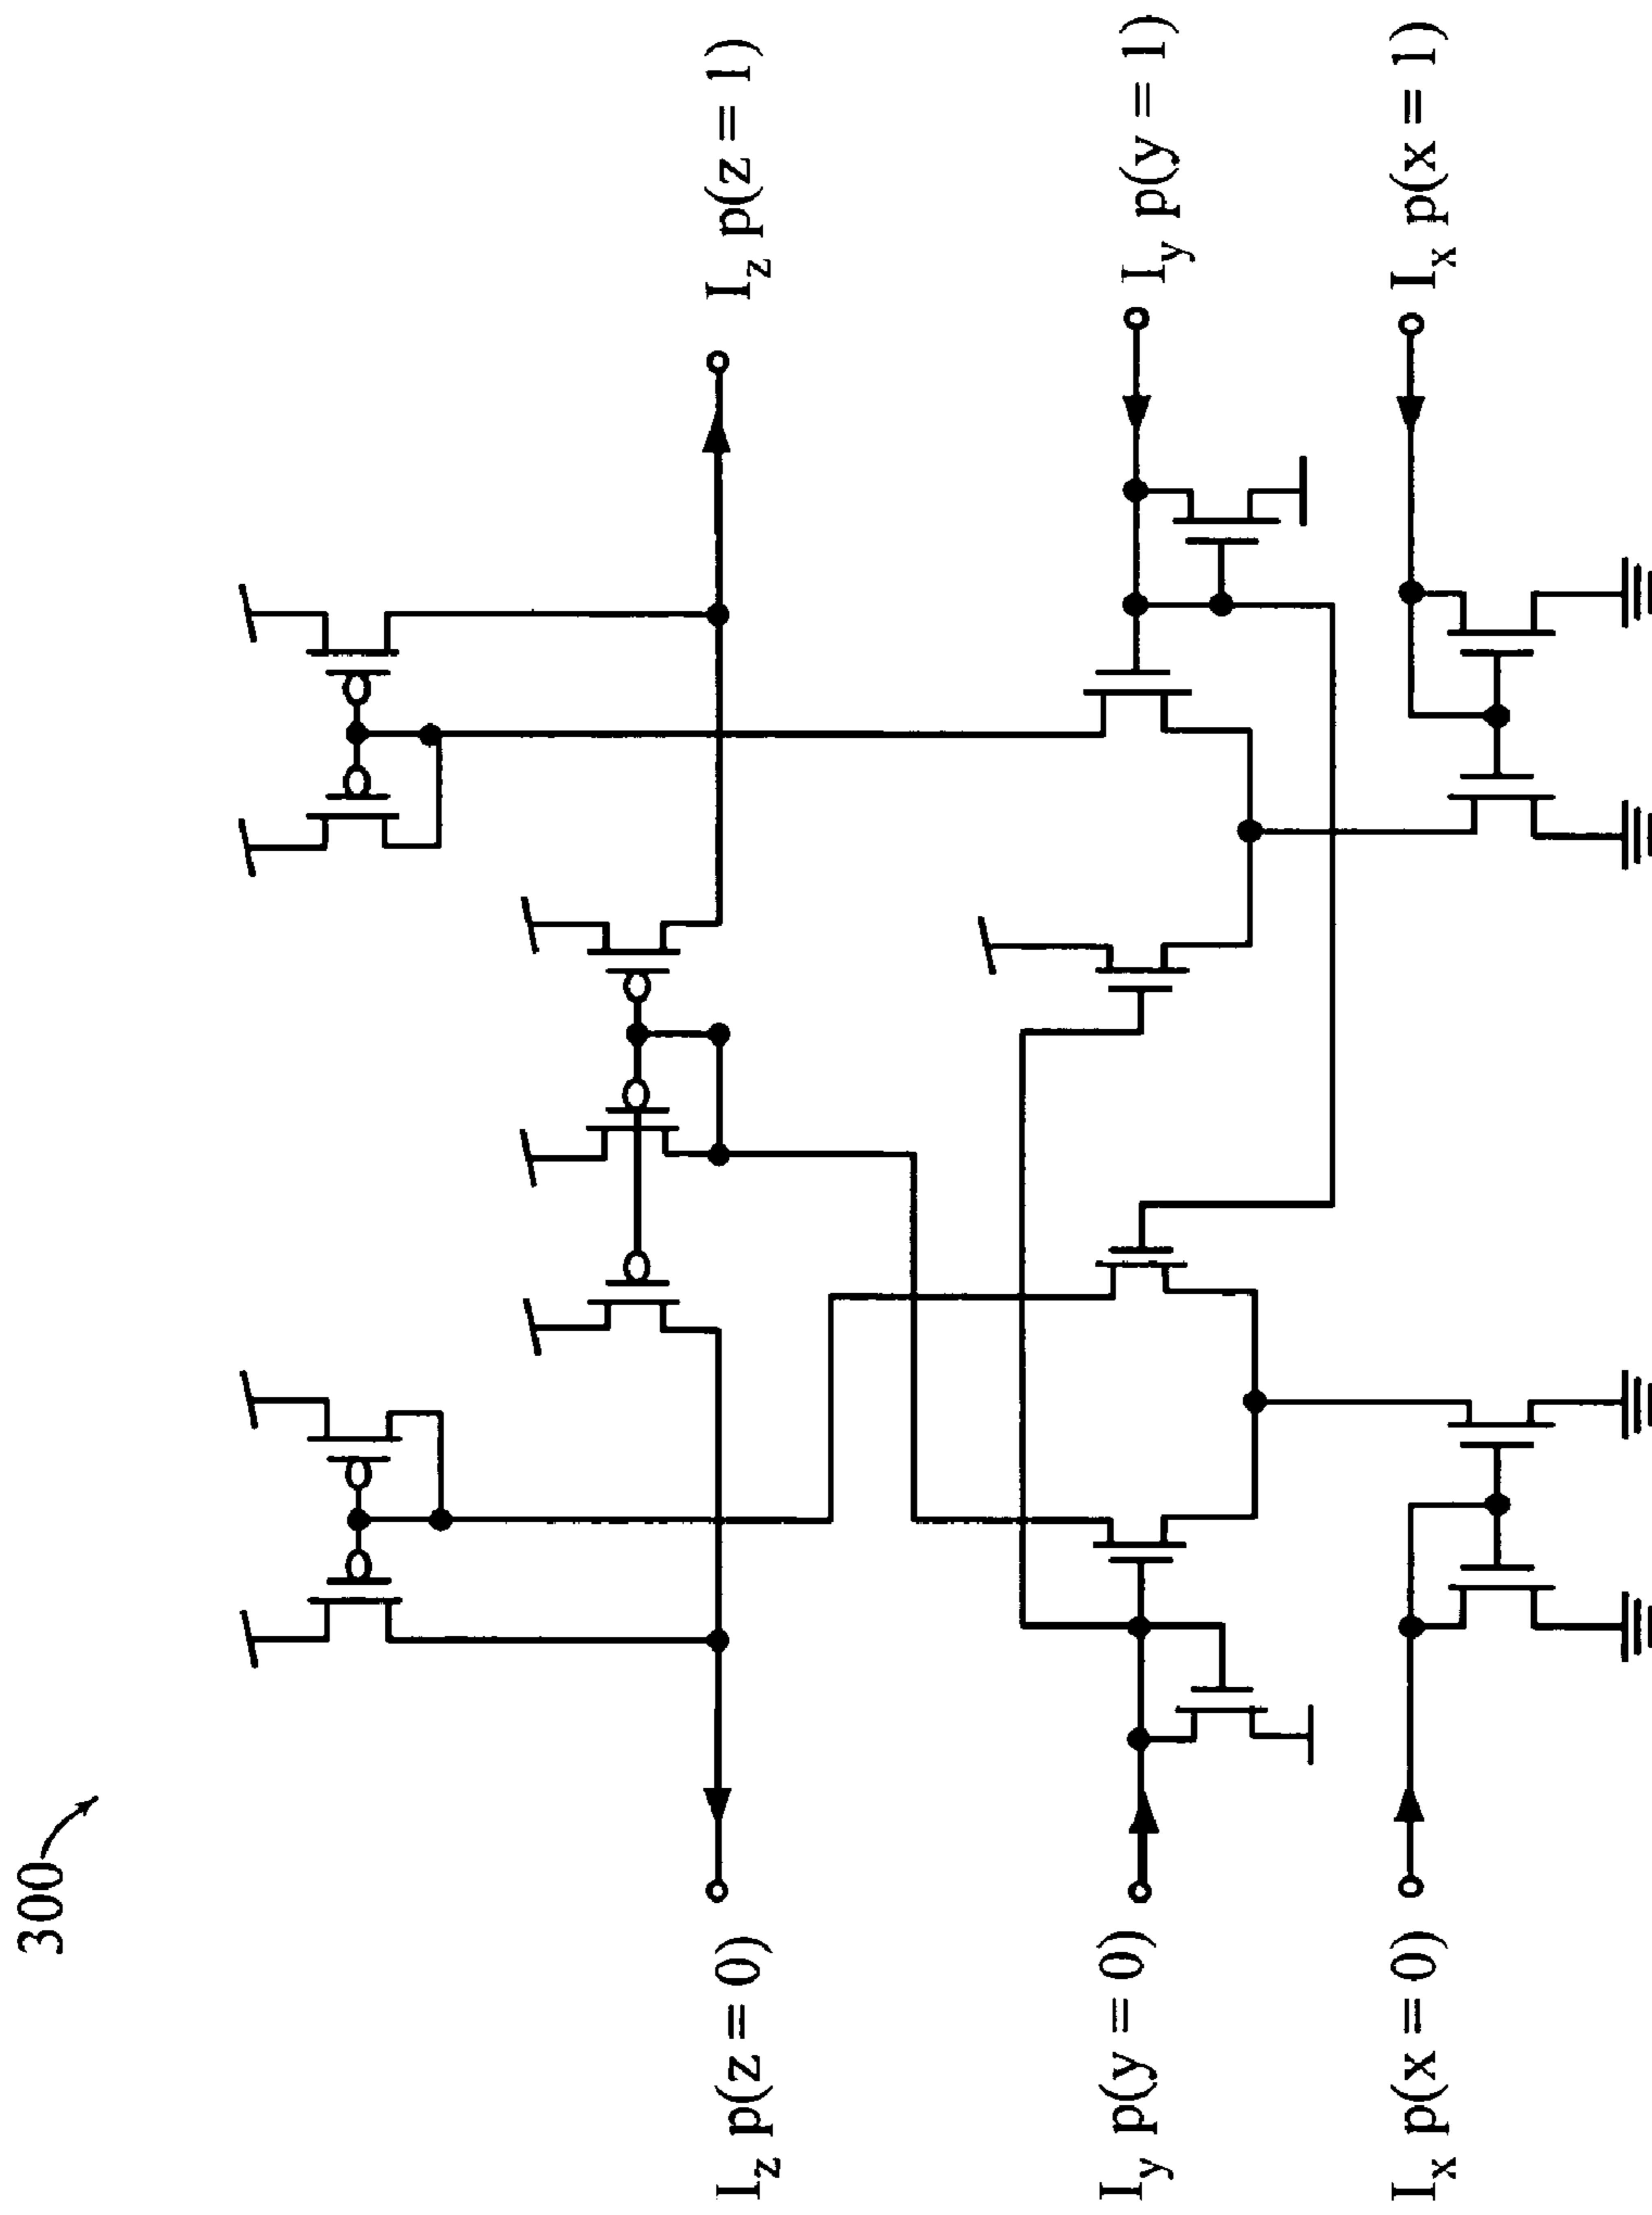 300
I_z p(z = 0)
I_z p(z = 1)
I_y p(y = 0)
I_y p(y = 1)
I_x p(x = 0)
I_x p(x = 1)